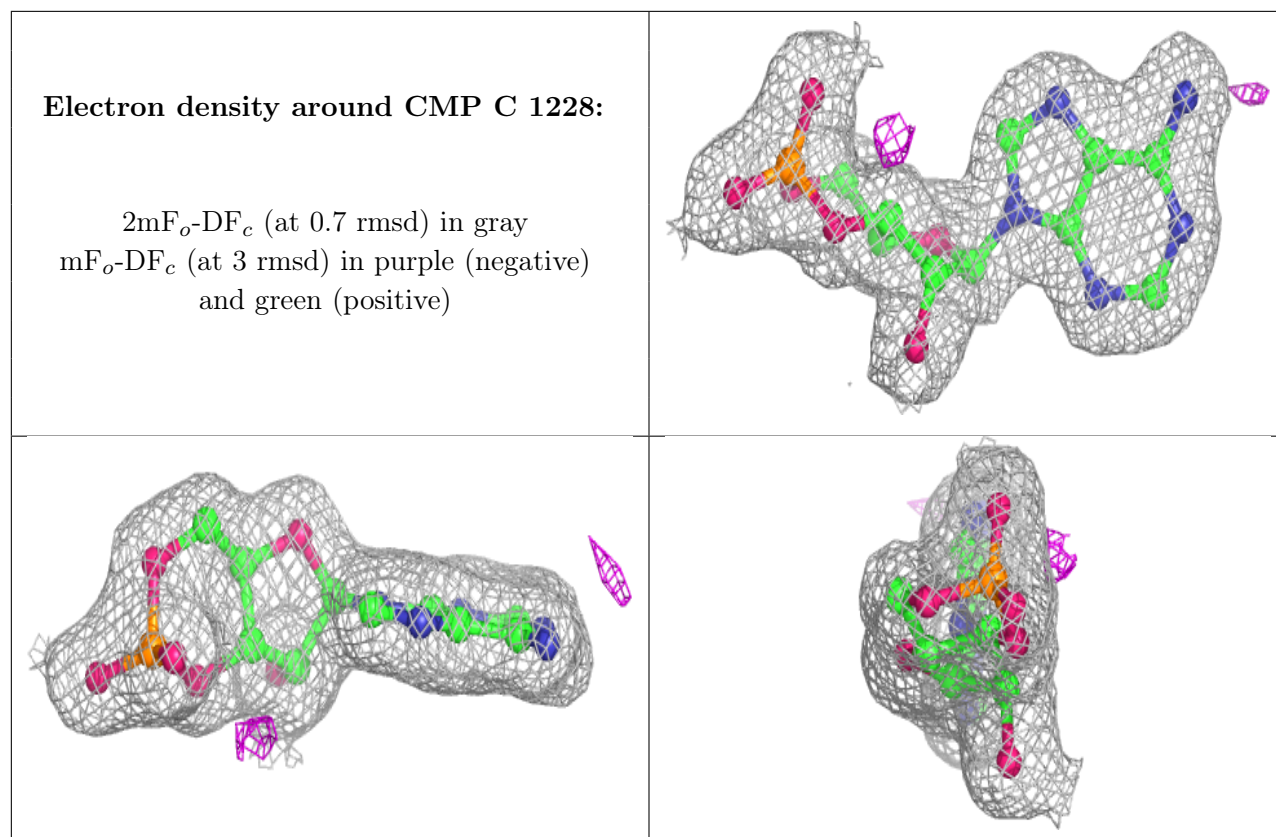 Electron density around CMP C 1228:
2mFo-DFc (at 0.7 rmsd) in gray
mFo-DFc (at 3 rmsd) in purple (negative)
and green (positive)